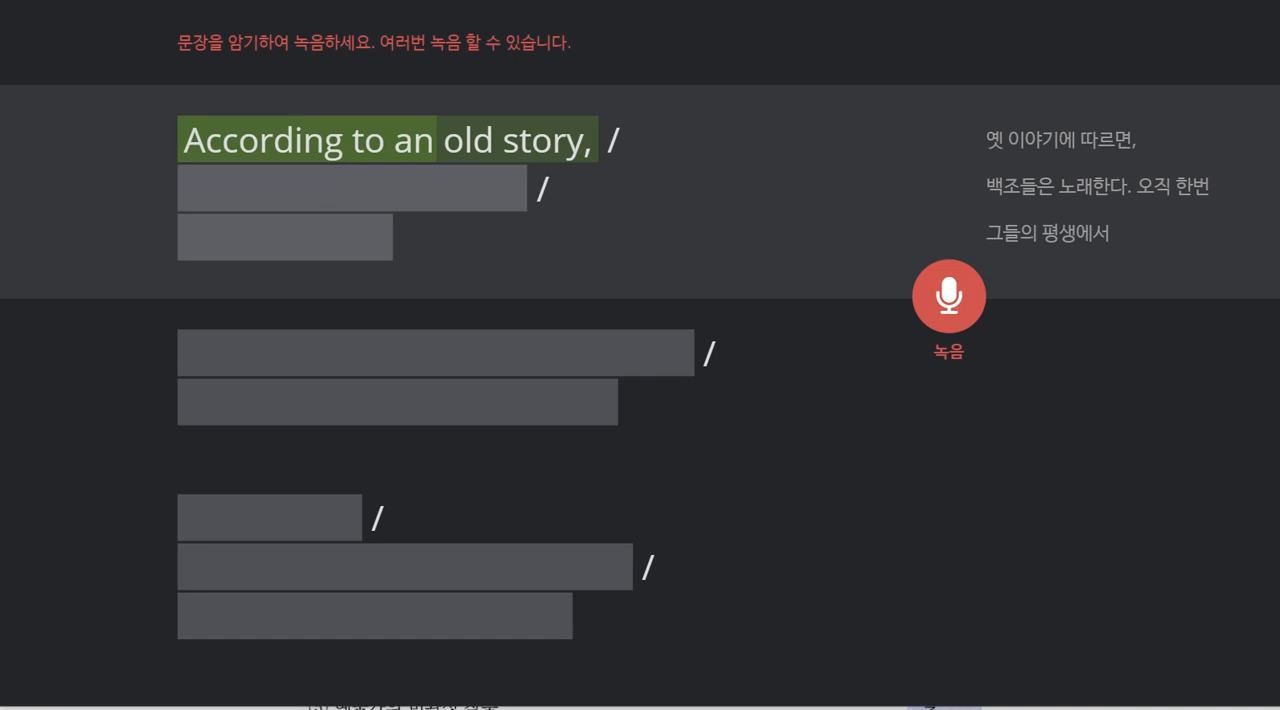 문장을 암기하여 녹음하세요. 여러번 녹음 할 수 있습니다.
According to an old story, /
옛 이야기에 따르면,
/
백조들은 노래한다. 오직 한번
그들의 평생에서
녹음
/
/
/